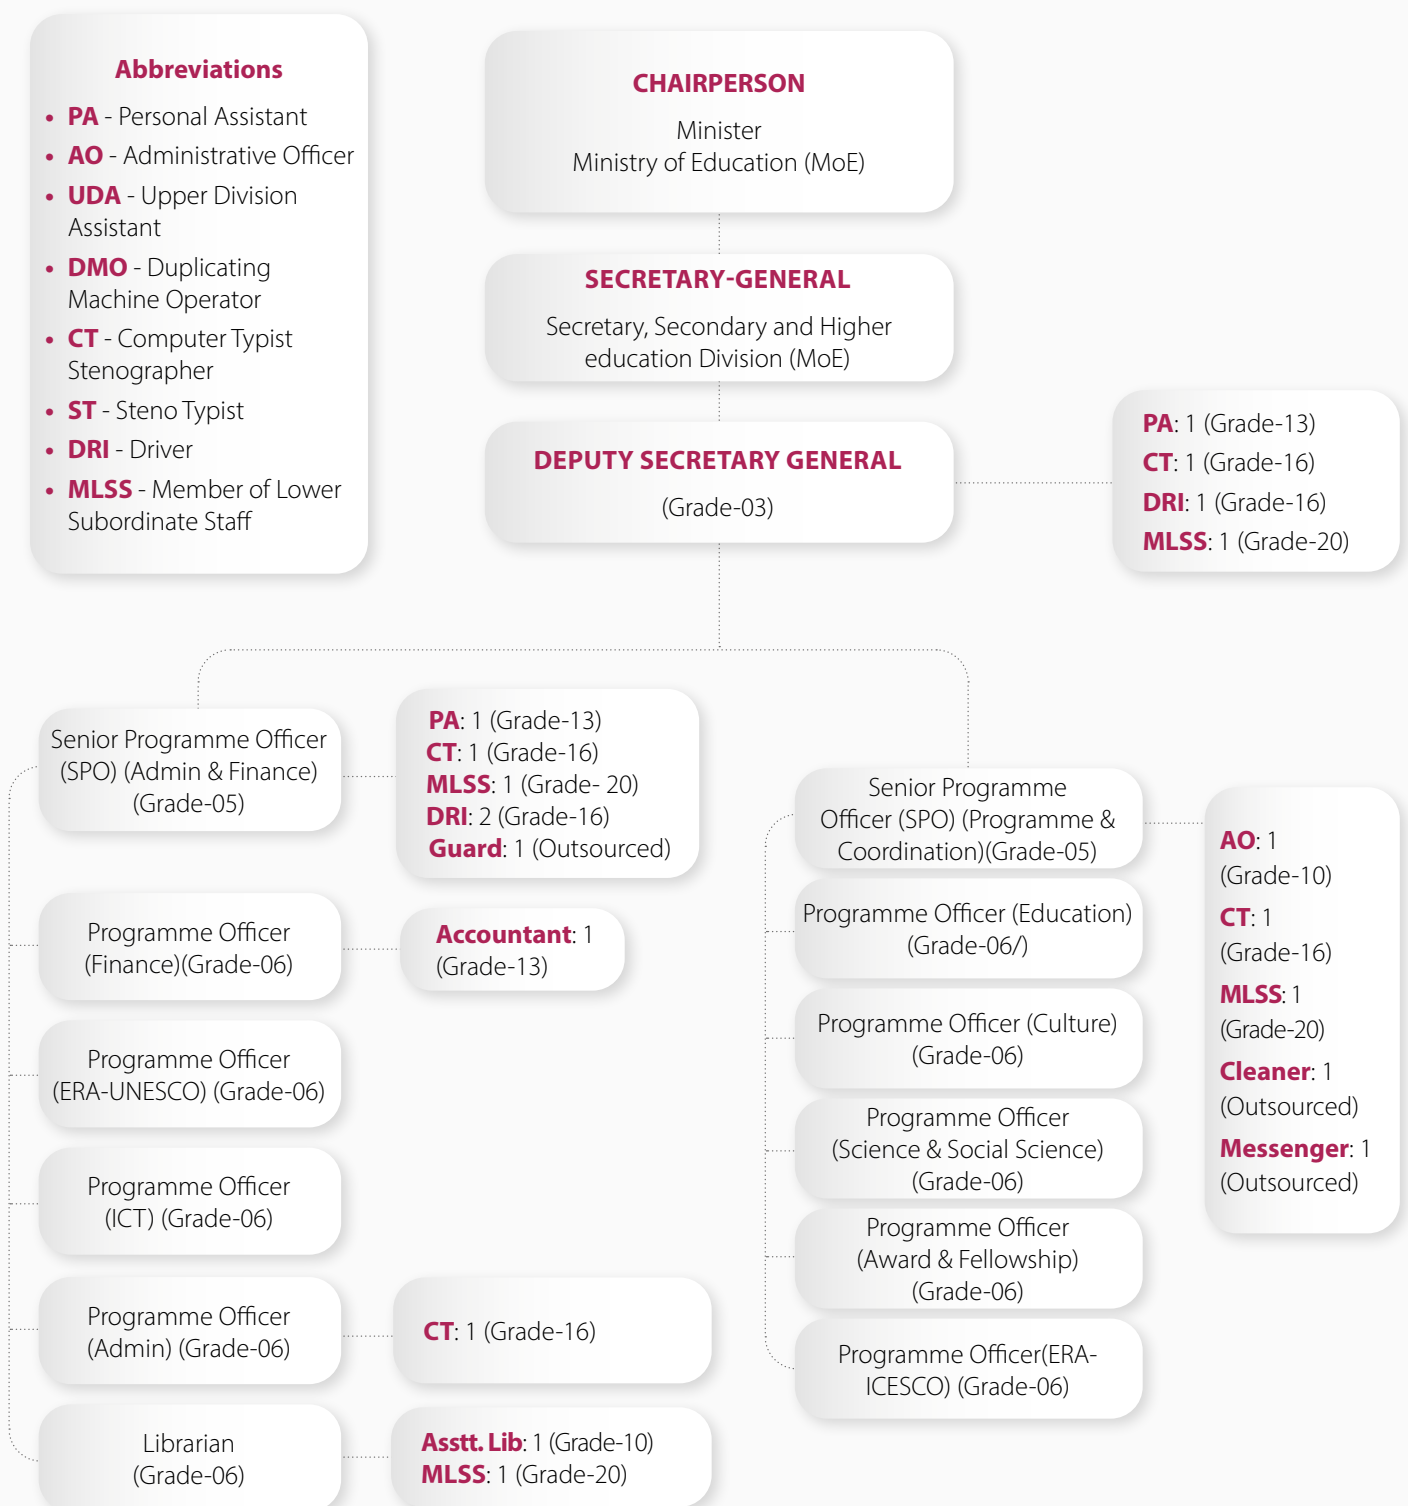 Abbreviations
• PA - Personal Assistant
• AO - Administrative Officer
• UDA - Upper Division
Assistant
• DMO - Duplicating
Machine Operator
• CT - Computer Typist
Stenographer
• ST - Steno Typist
• DRI - Driver
• MLSS - Member of Lower
Subordinate Staff
CHAIRPERSON
Minister
Ministry of Education (MoE)
SECRETARY-GENERAL
Secretary, Secondary and Higher
education Division (MoE)
DEPUTY SECRETARY GENERAL
(Grade-03)
PA: 1 (Grade-13)
CT: 1 (Grade-16)
DRI: 1 (Grade-16)
MLSS: 1 (Grade-20)
Senior Programme Officer
(SPO) (Admin & Finance)
(Grade-05)
PA: 1 (Grade-13)
CT: 1 (Grade-16)
MLSS: 1 (Grade- 20)
DRI: 2 (Grade-16)
Guard: 1 (Outsourced)
Programme Officer
(Finance)(Grade-06)
Accountant: 1
(Grade-13)
Programme Officer
(ERA-UNESCO) (Grade-06)
Programme Officer
(ICT) (Grade-06)
Programme Officer
(Admin) (Grade-06)
CT: 1 (Grade-16)
Librarian
(Grade-06)
Asstt. Lib: 1 (Grade-10)
MLSS: 1 (Grade-20)
Senior Programme
Officer (SPO) (Programme &
Coordination)(Grade-05)
AO: 1
(Grade-10)
CT: 1
(Grade-16)
MLSS: 1
(Grade-20)
Cleaner: 1
(Outsourced)
Messenger: 1
(Outsourced)
Programme Officer (Education)
(Grade-06/)
Programme Officer (Culture)
(Grade-06)
Programme Officer
(Science & Social Science)
(Grade-06)
Programme Officer
(Award & Fellowship)
(Grade-06)
Programme Officer(ERA-
ICESCO) (Grade-06)